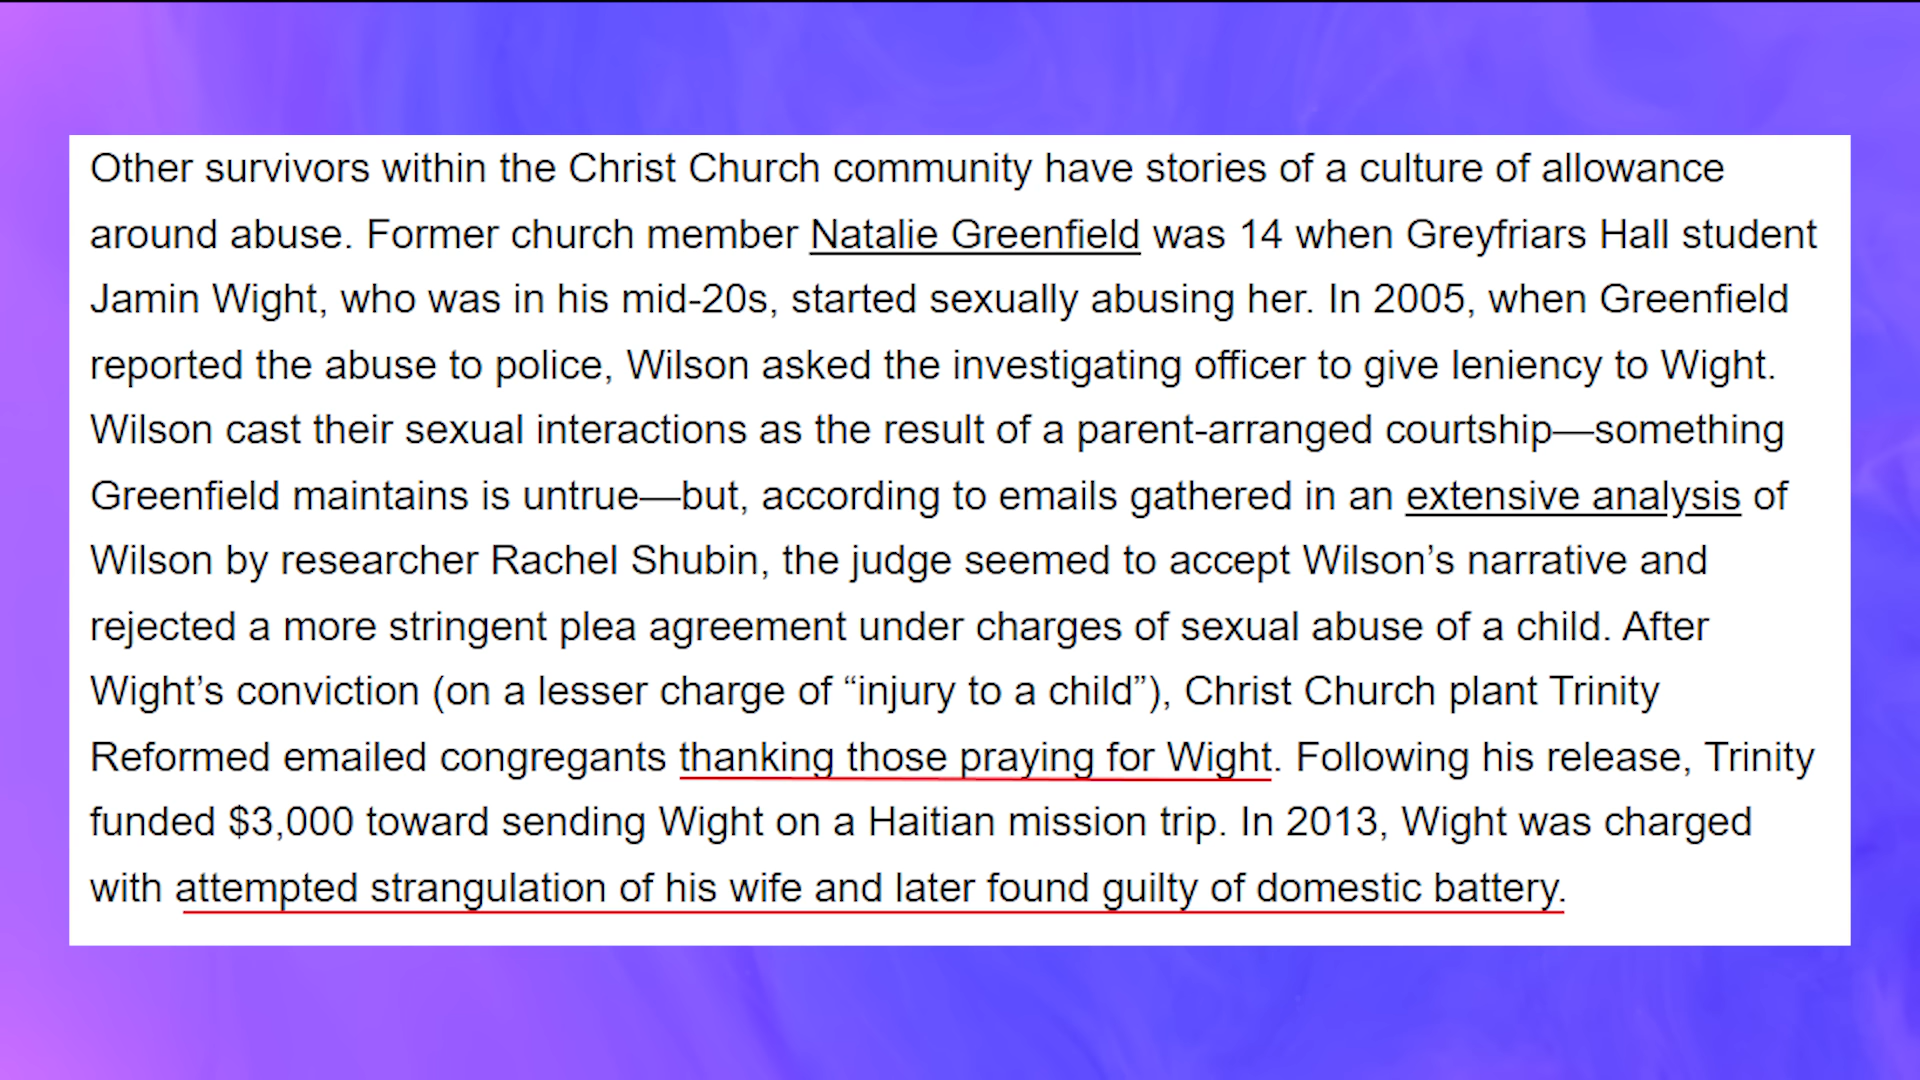 Other survivors within the Christ Church community have stories of a culture of allowance
around abuse. Former church member Natalie Greenfield was 14 when Greyfriars Hall student
Jamin Wight, who was in his mid-20s, started sexually abusing her. In 2005, when Greenfield
reported the abuse to police, Wilson asked the investigating officer to give leniency to Wight.
Wilson cast their sexual interactions as the result of a parent-arranged courtship—something
Greenfield maintains is untrue—but, according to emails gathered in an extensive analysis of
Wilson by researcher Rachel Shubin, the judge seemed to accept Wilson’s narrative and
rejected a more stringent plea agreement under charges of sexual abuse of a child. After
Wight’s conviction (on a lesser charge of “injury to a child”), Christ Church plant Trinity
Reformed emailed congregants thanking those praying for Wight. Following his release, Trinity
funded $3,000 toward sending Wight on a Haitian mission trip. In 2013, Wight was charged
with attempted strangulation of his wife and later found guilty of domestic battery.